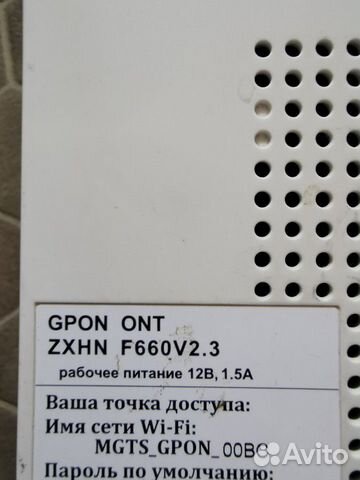 GPON ONT
ZXHN F660V2.3
рабочее питание 12В, 1.5А
Ваша точка доступа:
Имя сети Wi-Fi:
MGTS_GPON_00BC
Пароль по умолчанию:
Avito